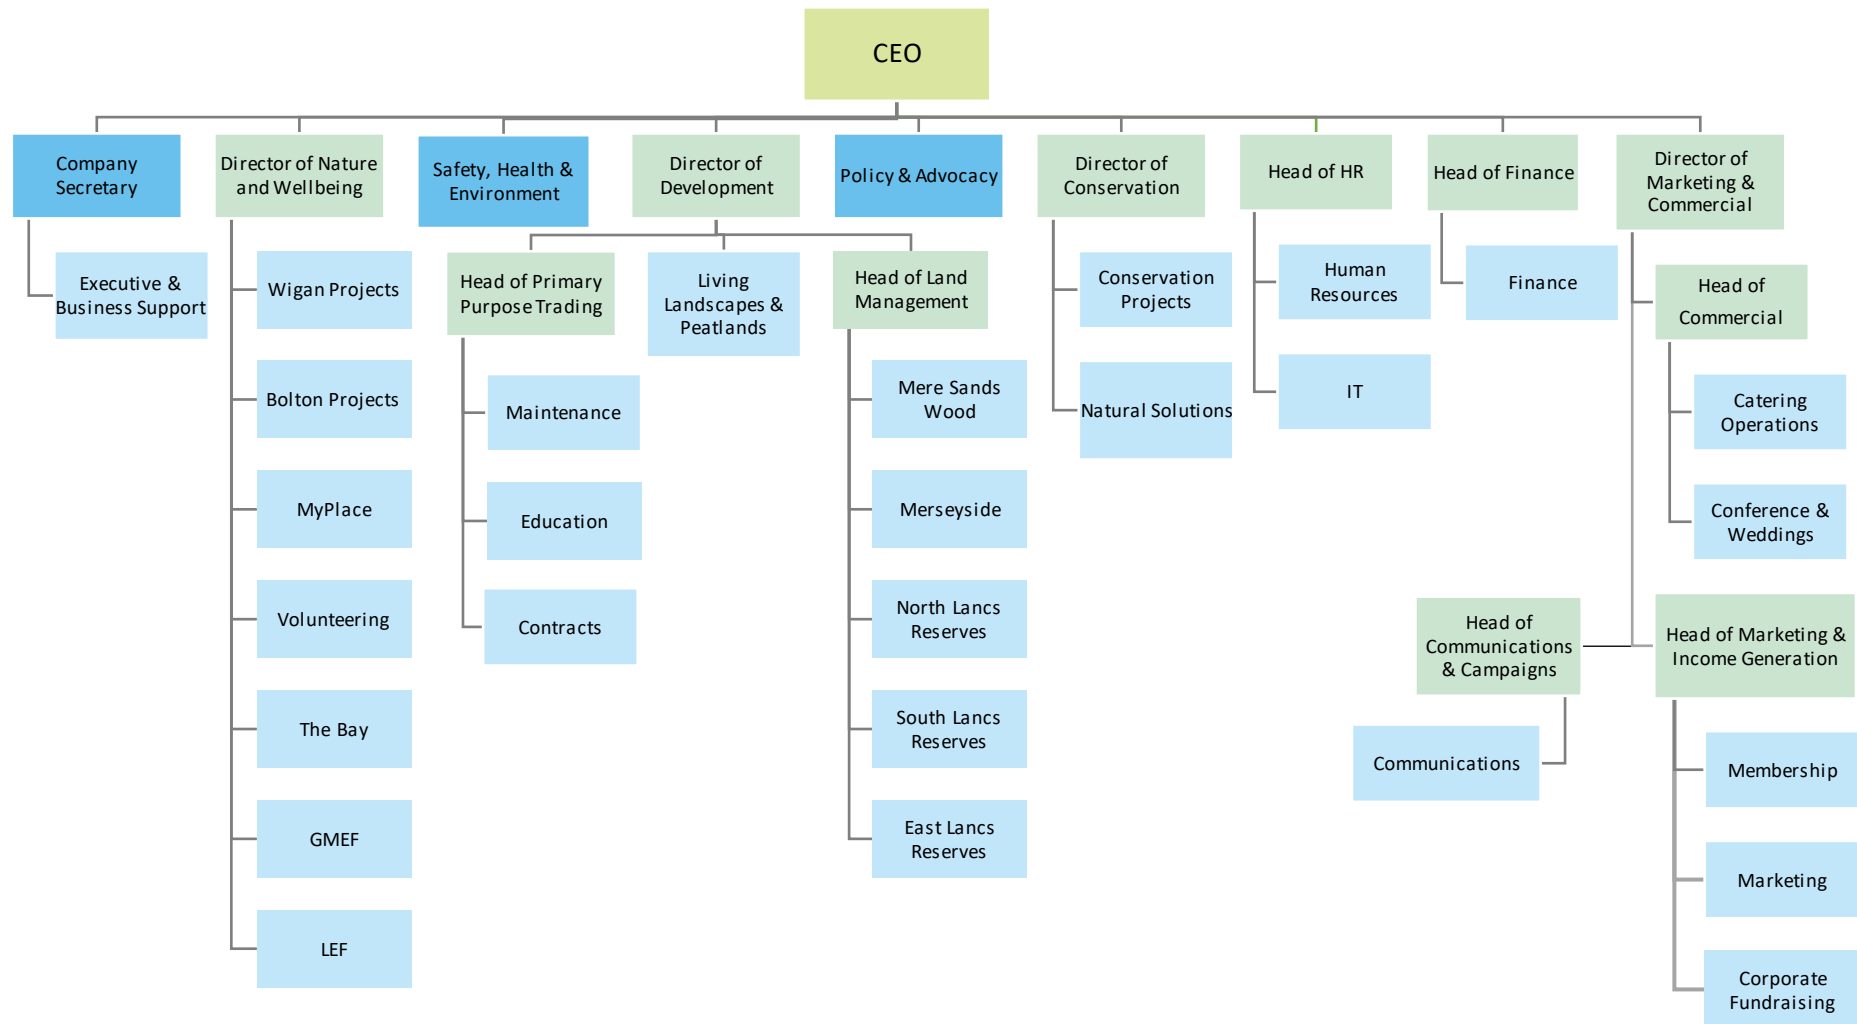 CEO
Company
Secretary
Director of Nature
and Wellbeing
Safety, Health &
Environment
Director of
Development
Policy & Advocacy
Director of
Conservation
Head of HR
Head of Finance
Director of
Marketing &
Commercial
Executive &
Business Support
Wigan Projects
Bolton Projects
MyPlace
Volunteering
The Bay
GMEF
LEF
Head of Primary
Purpose Trading
Maintenance
Education
Contracts
Living
Landscapes &
Peatlands
Head of Land
Management
Mere Sands
Wood
Merseyside
North Lancs
Reserves
South Lancs
Reserves
East Lancs
Reserves
Conservation
Projects
Natural Solutions
Human
Resources
IT
Finance
Head of
Commercial
Catering
Operations
Conference &
Weddings
Head of
Communications
& Campaigns
Communications
Head of Marketing &
Income Generation
Membership
Marketing
Corporate
Fundraising